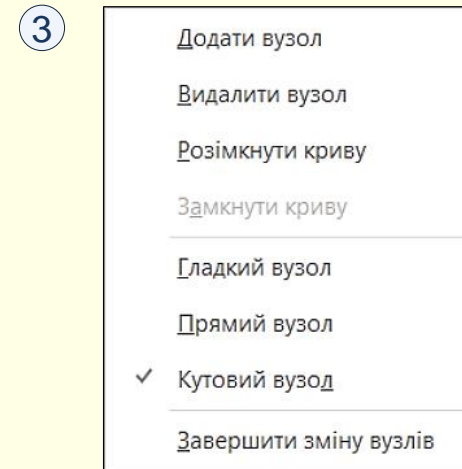 3
Додати вузол
Видалити вузол
Розімкнути криву
Замкнути криву
Гладкий вузол
Прямий вузол
Кутовий вузол
Завершити зміну вузлів